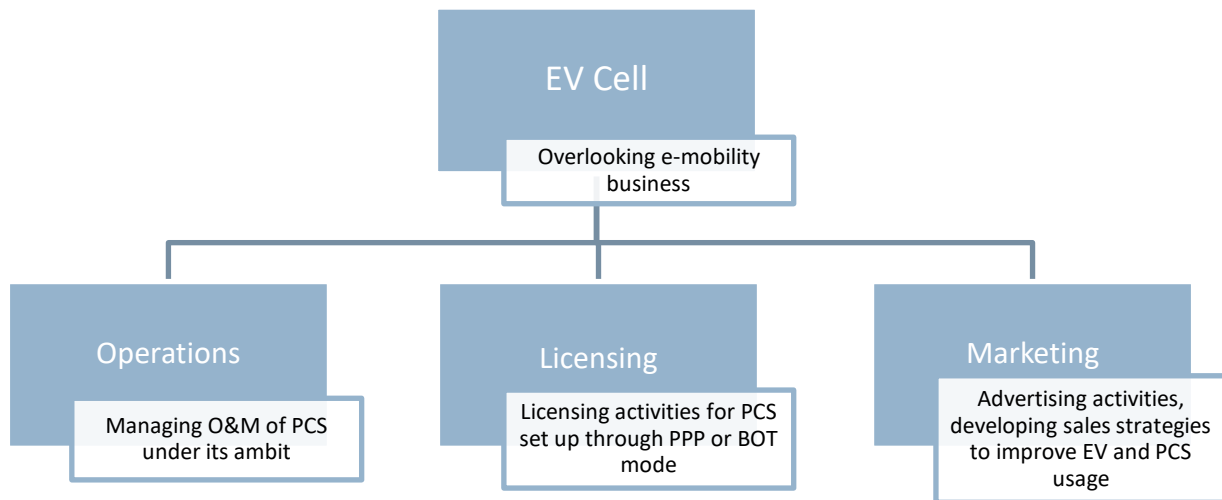 EV Cell
Overlooking e-mobility
business
Operations
Managing O&M of PCS
under its ambit
Licensing
Licensing activities for PCS
set up through PPP or BOT
mode
Marketing
Advertising activities,
developing sales strategies
to improve EV and PCS
usage